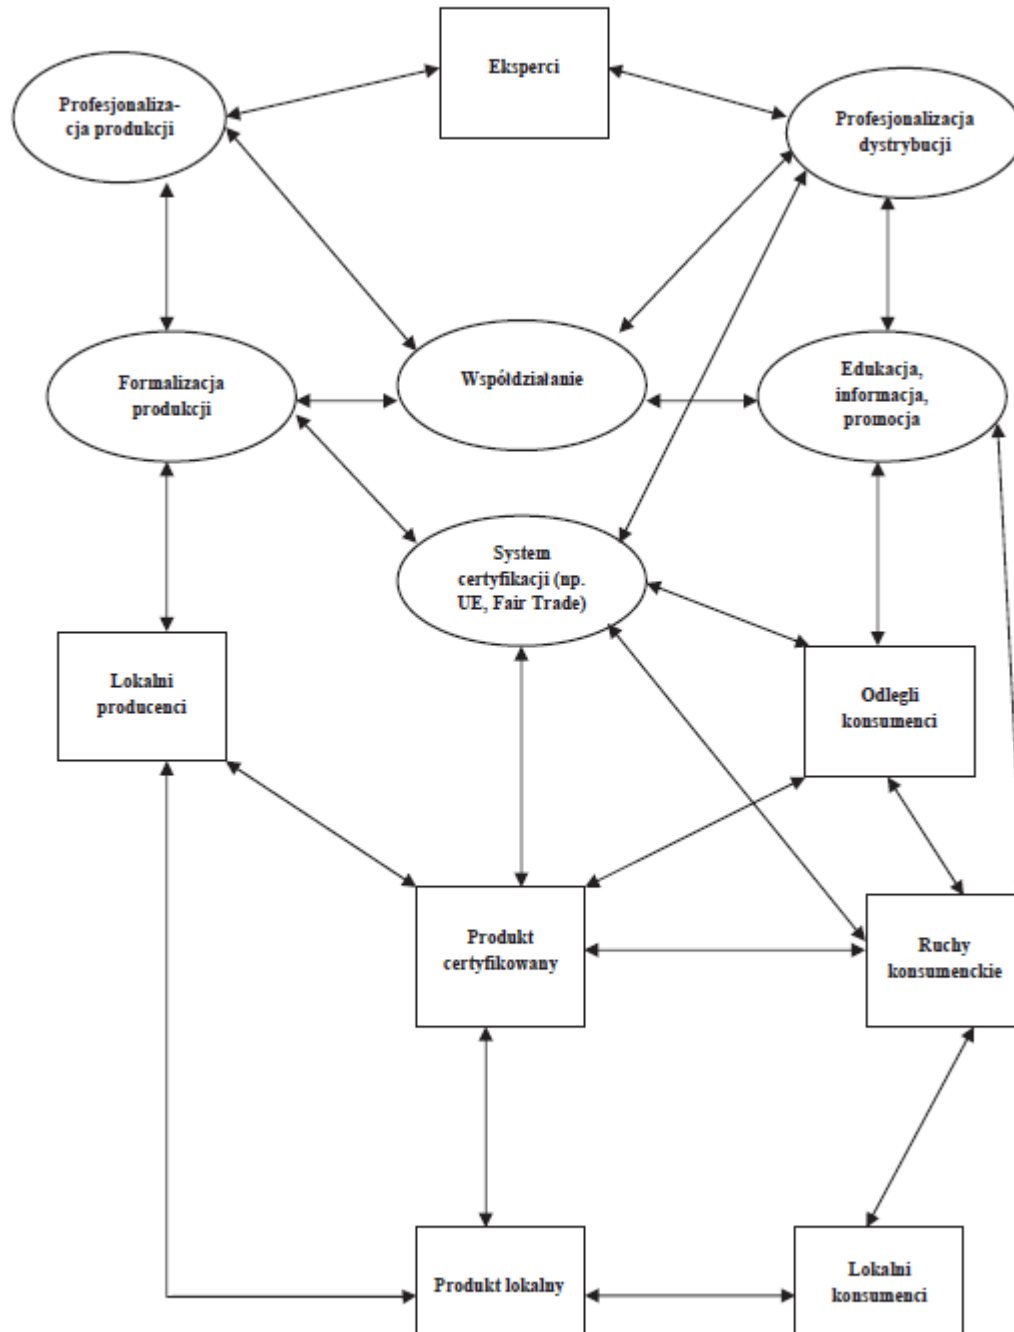 Eksperci
Profesjonaliza-
cja produkcji
Profesjonalizacja
dystrybucji
Formalizacja
produkcji
Współdziałanie
Edukacja,
informacja,
promocja
System
certyfikacji (np.
UE, Fair Trade)
Lokalni
producenci
Odlegli
konsumenci
Produkt
certyfikowany
Ruchy
konsumenckie
Produkt lokalny
Lokalni
konsumenci